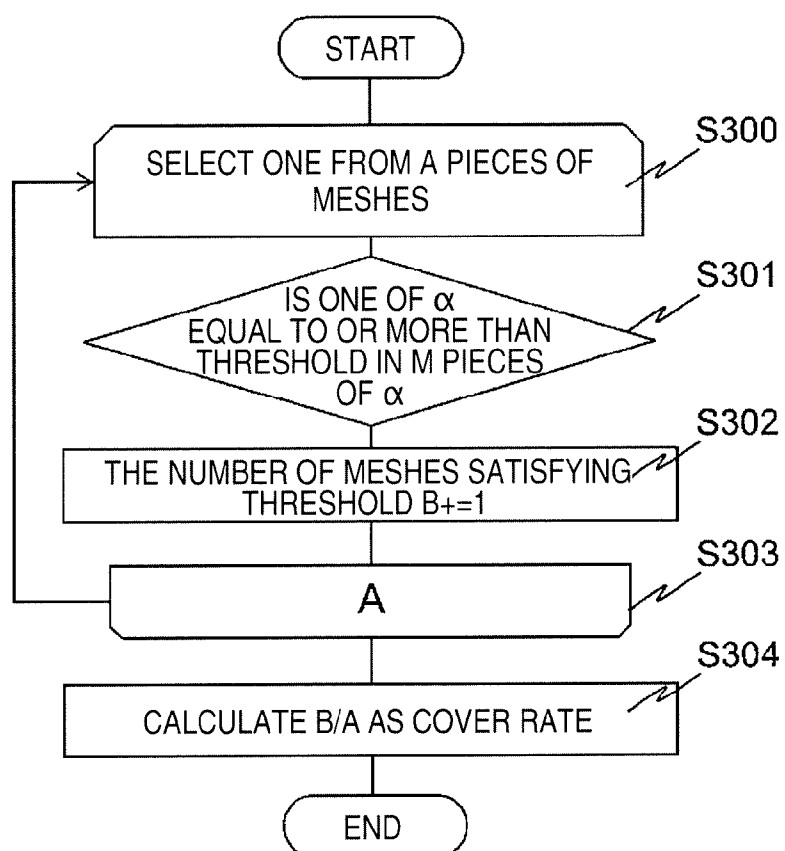 START
S300
SELECT ONE FROM A PIECES OF
MESHES
S301
IS ONE OF α
EQUAL TO OR MORE THAN
THRESHOLD IN M PIECES
OF α
S302
THE NUMBER OF MESHES SATISFYING
THRESHOLD B+=1
S303
A
S304
CALCULATE B/A AS COVER RATE
END